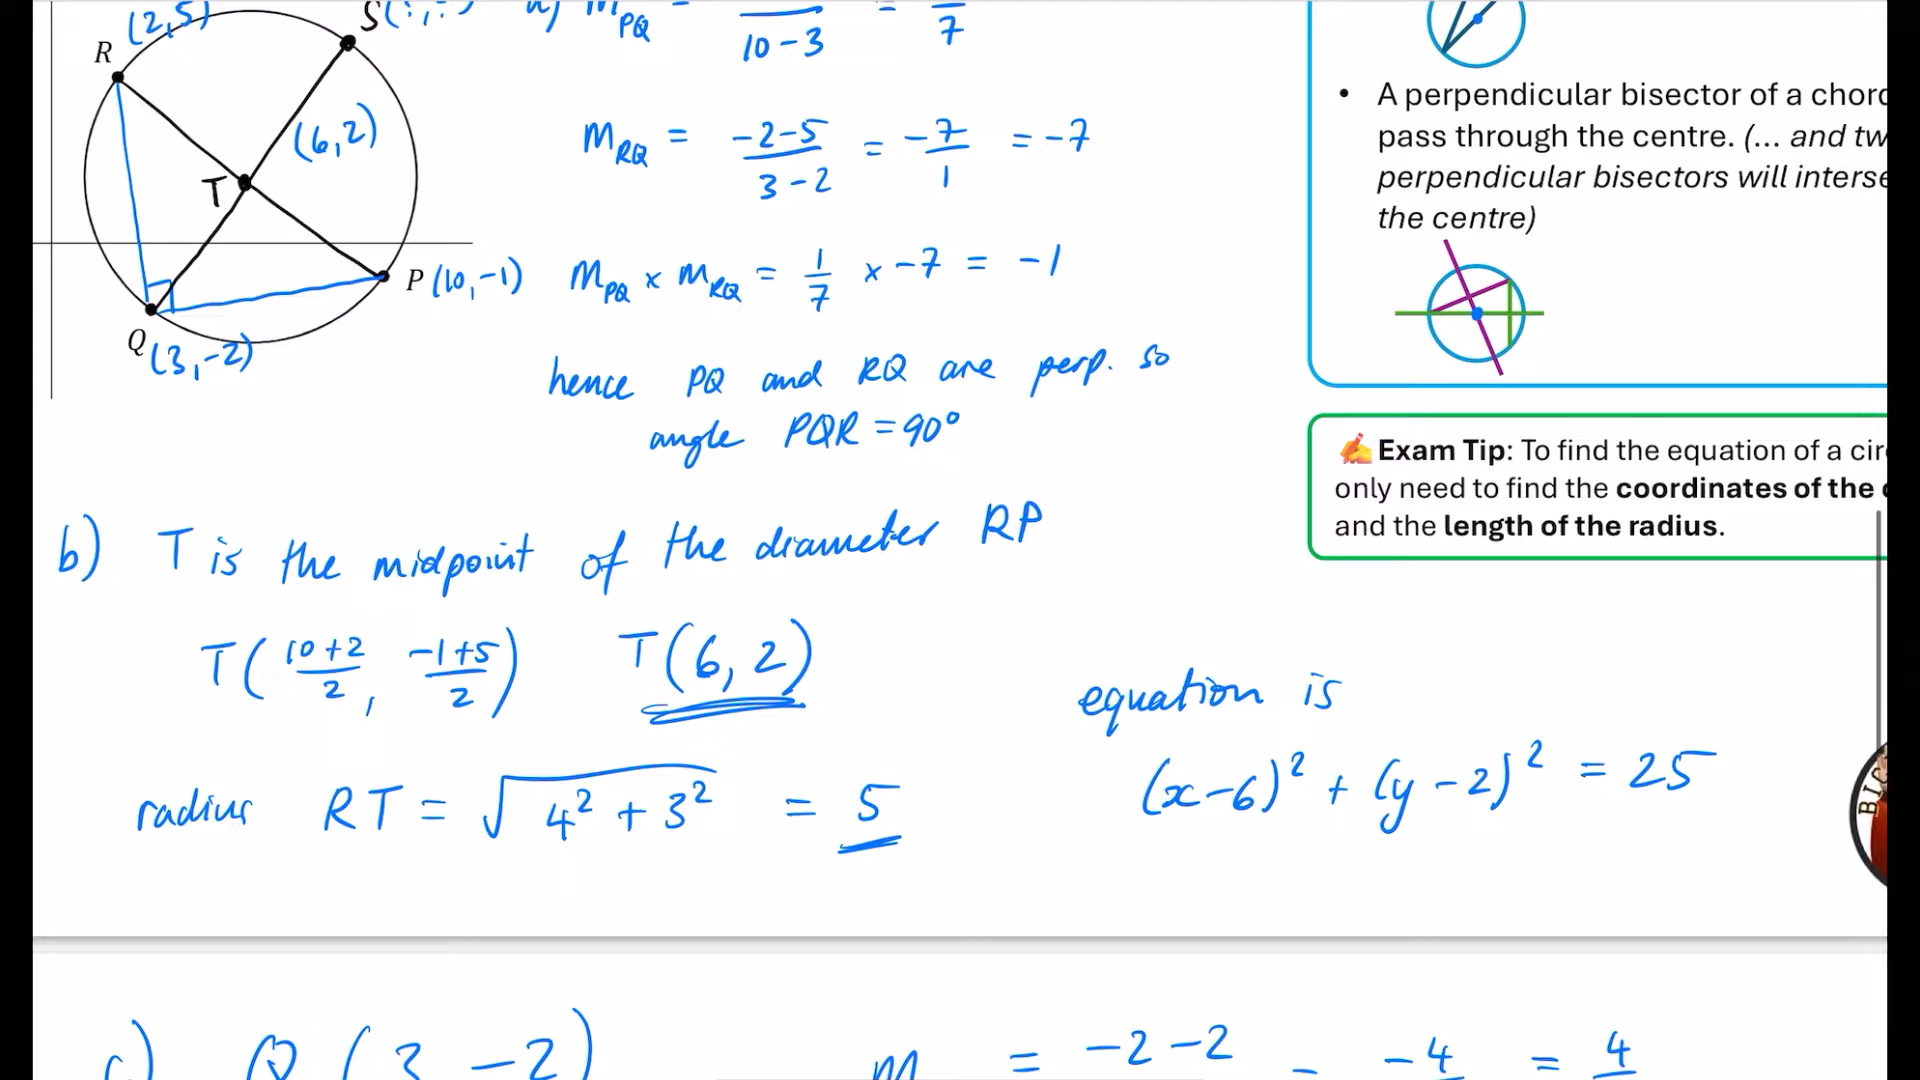 (2,5)
S(
R
a) m_PQ = ― = ―
10-3 7
m_RQ = (-2-5)/(3-2) = -7/1 = -7
(6,2)
T
m_PQ × m_RQ = 1/7 × -7 = -1
P (10,-1)
Q (3,-2)
hence PQ and RQ are perp. so
angle PQR = 90°
b) T is the midpoint of the diameter RP
T( (10+2)/2, (-1+5)/2 ) T(6, 2)
radius RT = √(4² + 3²) = 5
equation is
(x-6)² + (y-2)² = 25
c) Q (3 -2)
m = -2-2 = -4 = 4
• A perpendicular bisector of a chor
pass through the centre. (... and tw
perpendicular bisectors will interse
the centre)
✍ Exam Tip: To find the equation of a cir
only need to find the coordinates of the
and the length of the radius.